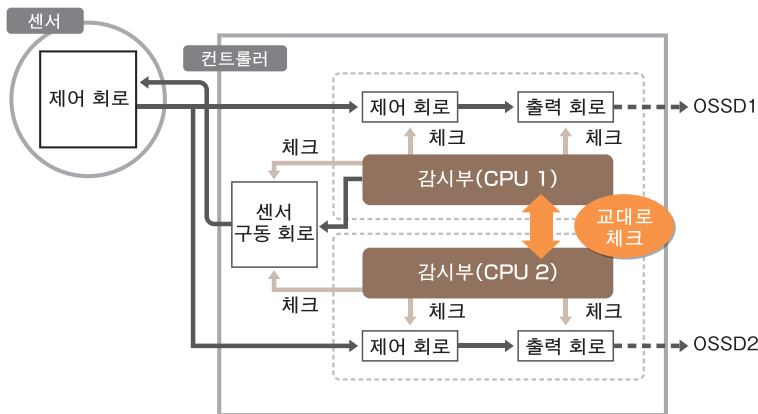 센서
컨트롤러
제어 회로
제어 회로
출력 회로
OSSD1
체크
체크
체크
감시부(CPU 1)
센서
구동 회로
교대로
체크
감시부(CPU 2)
체크
체크
체크
제어 회로
출력 회로
OSSD2